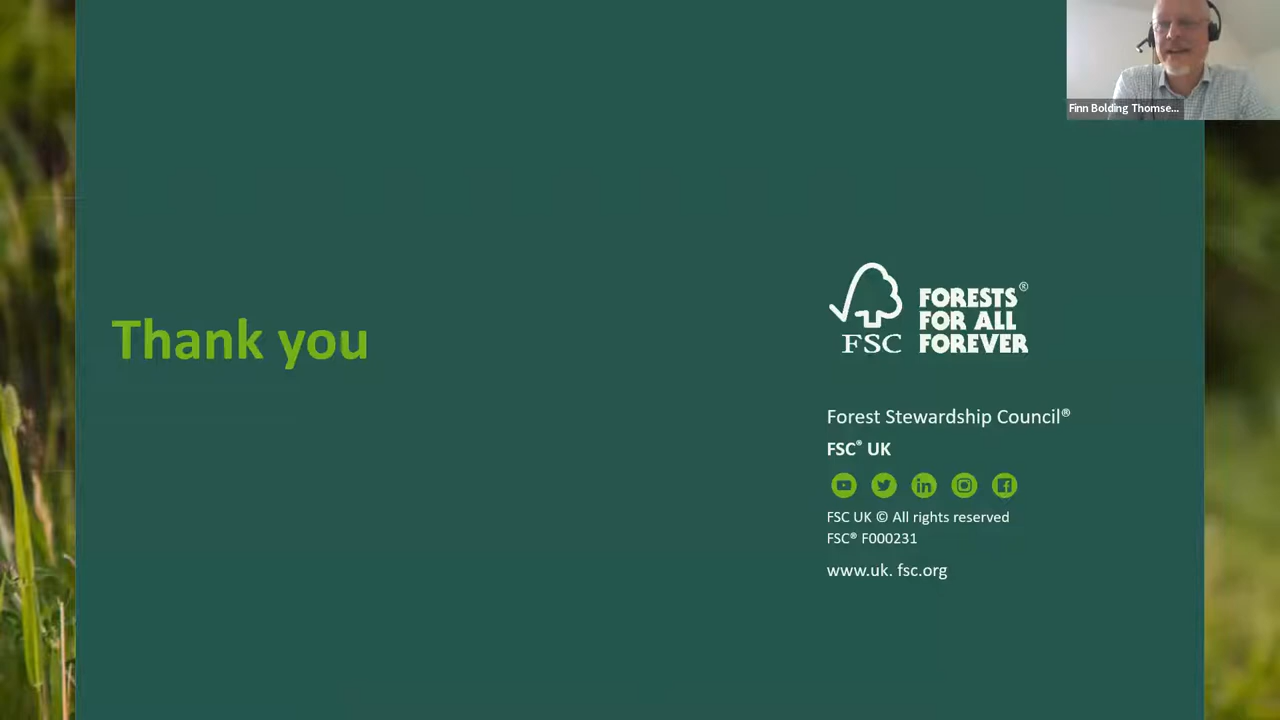 Finn Bolding Thomse...
Thank you
FSC
FORESTS®
FOR ALL
FOREVER
Forest Stewardship Council®
FSC® UK
FSC UK © All rights reserved
FSC® F000231
www.uk. fsc.org